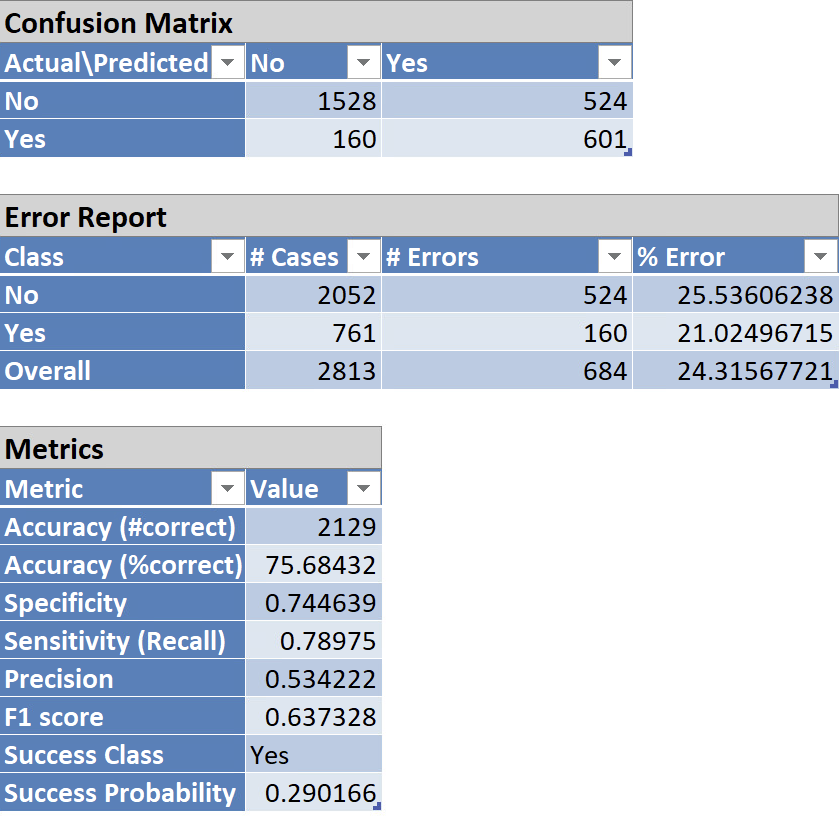 Confusion Matrix
Actual\Predicted No Yes
No 1528 524
Yes 160 601
Error Report
Class # Cases # Errors % Error
No 2052 524 25.53606238
Yes 761 160 21.02496715
Overall 2813 684 24.31567721
Metrics
Metric Value
Accuracy (#correct) 2129
Accuracy (%correct) 75.68432
Specificity 0.744639
Sensitivity (Recall) 0.78975
Precision 0.534222
F1 score 0.637328
Success Class Yes
Success Probability 0.290166